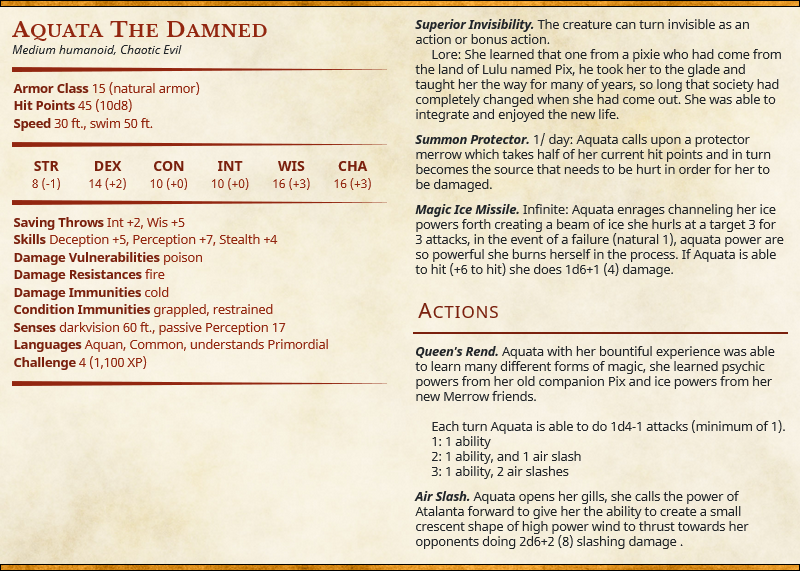 Aquata The Damned
Medium humanoid, Chaotic Evil
Armor Class 15 (natural armor)
Hit Points 45 (10d8)
Speed 30 ft., swim 50 ft.
STR DEX CON INT WIS CHA
8 (-1) 14 (+2) 10 (+0) 10 (+0) 16 (+3) 16 (+3)
Saving Throws Int +2, Wis +5
Skills Deception +5, Perception +7, Stealth +4
Damage Vulnerabilities poison
Damage Resistances fire
Damage Immunities cold
Condition Immunities grappled, restrained
Senses darkvision 60 ft., passive Perception 17
Languages Aquan, Common, understands Primordial
Challenge 4 (1,100 XP)
Superior Invisibility. The creature can turn invisible as an
action or bonus action.
Lore: She learned that one from a pixie who had come from
the land of Lulu named Pix, he took her to the glade and
taught her the way for many of years, so long that society had
completely changed when she had come out. She was able to
integrate and enjoyed the new life.
Summon Protector. 1/ day: Aquata calls upon a protector
merrow which takes half of her current hit points and in turn
becomes the source that needs to be hurt in order for her to
be damaged.
Magic Ice Missile. Infinite: Aquata enrages channeling her ice
powers forth creating a beam of ice she hurls at a target 3 for
3 attacks, in the event of a failure (natural 1), aquata power are
so powerful she burns herself in the process. If Aquata is able
to hit (+6 to hit) she does 1d6+1 (4) damage.
Actions
Queen's Rend. Aquata with her bountiful experience was able
to learn many different forms of magic, she learned psychic
powers from her old companion Pix and ice powers from her
new Merrow friends.
Each turn Aquata is able to do 1d4-1 attacks (minimum of 1).
1: 1 ability
2: 1 ability, and 1 air slash
3: 1 ability, 2 air slashes
Air Slash. Aquata opens her gills, she calls the power of
Atalanta forward to give her the ability to create a small
crescent shape of high power wind to thrust towards her
opponents doing 2d6+2 (8) slashing damage .